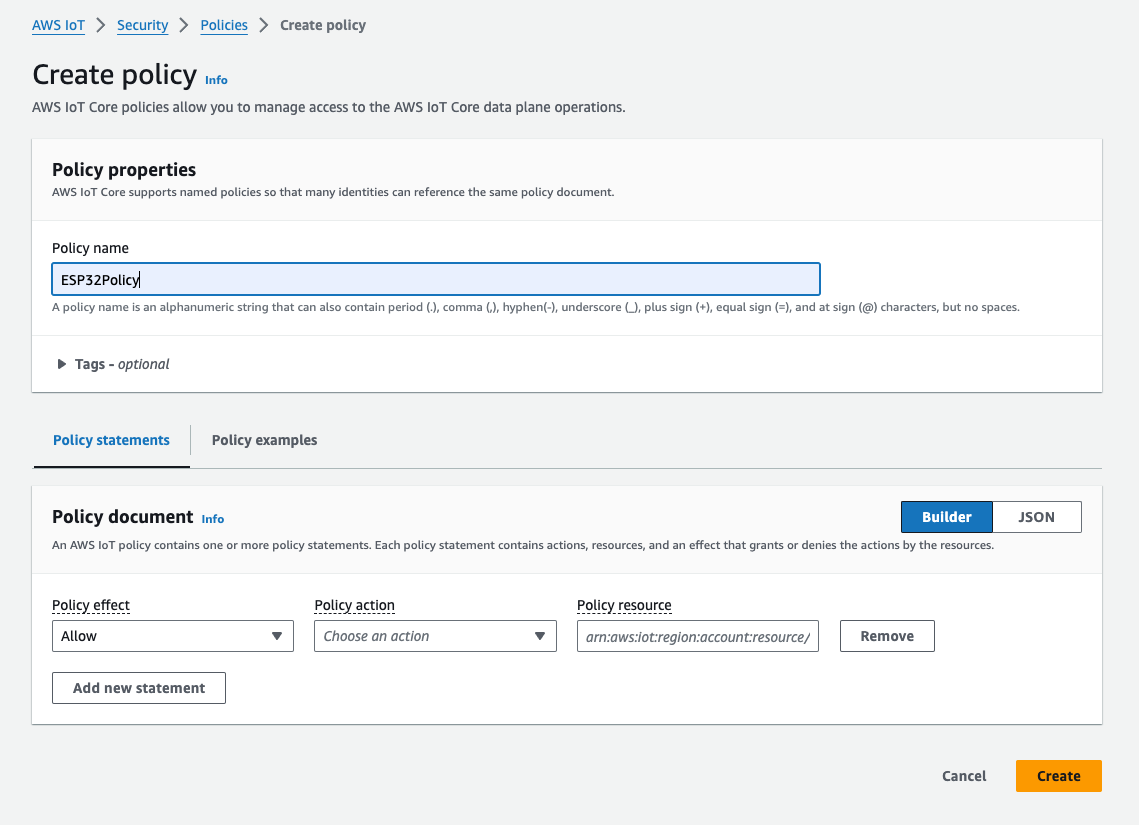 AWS IoT > Security > Policies > Create policy
Create policy Info
AWS IoT Core policies allow you to manage access to the AWS IoT Core data plane operations.
Policy properties
AWS IoT Core supports named policies so that many identities can reference the same policy document.
Policy name
ESP32Policy
A policy name is an alphanumeric string that can also contain period (.), comma (,), hyphen(-), underscore (_), plus sign (+), equal sign (=), and at sign (@) characters, but no spaces.
Tags - optional
Policy statements Policy examples
Policy document Info Builder JSON
An AWS IoT policy contains one or more policy statements. Each policy statement contains actions, resources, and an effect that grants or denies the actions by the resources.
Policy effect Policy action Policy resource
Allow Choose an action arn:aws:iot:region:account:resource/ Remove
Add new statement
Cancel Create